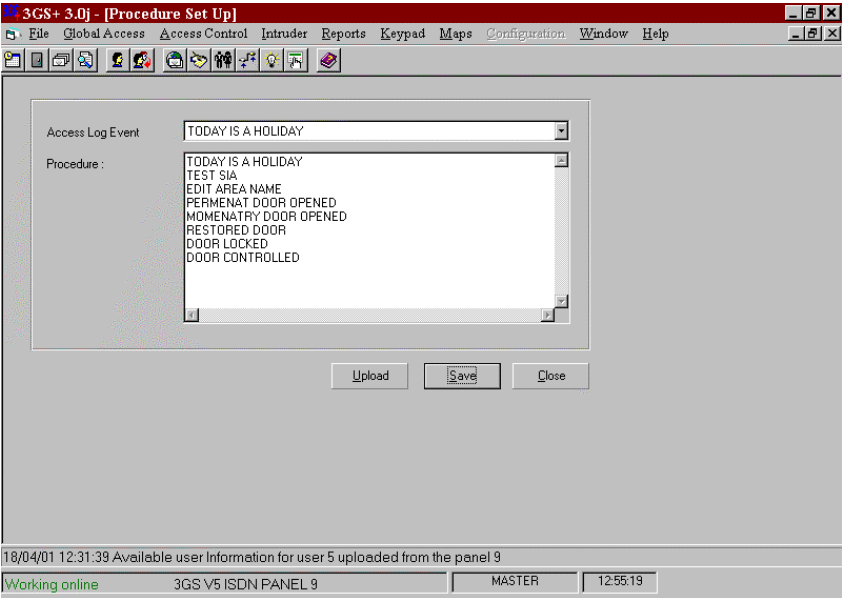 3GS+ 3.0j - [Procedure Set Up]
File Global Access Access Control Intruder Reports Keypad Maps Configuration Window Help
Access Log Event TODAY IS A HOLIDAY
Procedure :
TODAY IS A HOLIDAY
TEST SIA
EDIT AREA NAME
PERMENAT DOOR OPENED
MOMENATRY DOOR OPENED
RESTORED DOOR
DOOR LOCKED
DOOR CONTROLLED
Upload Save Close
18/04/01 12:31:39 Available user Information for user 5 uploaded from the panel 9
Working online 3GS V5 ISDN PANEL 9 MASTER 12:55:19